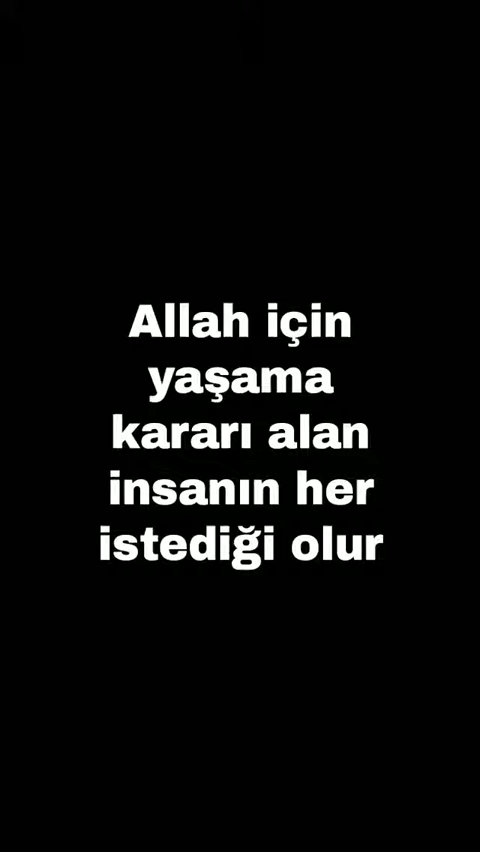 Allah için
yaşama
kararı alan
insanın her
istediği olur